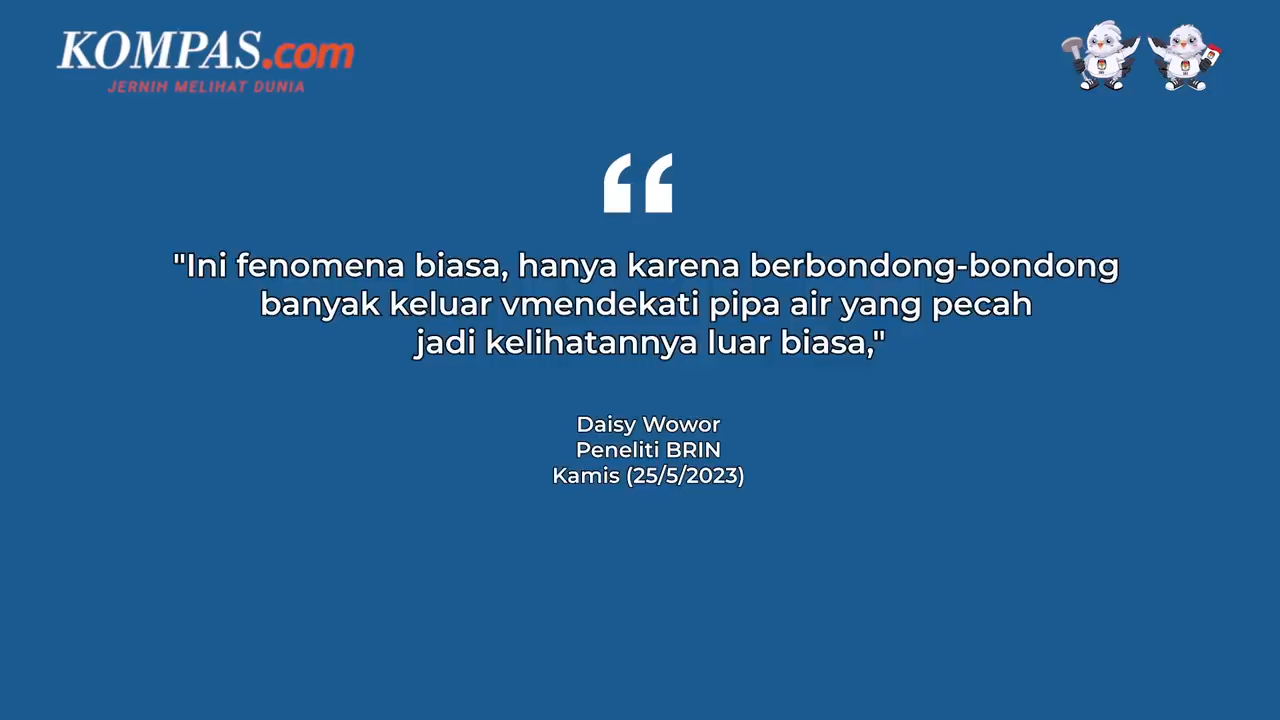 KOMPAS.com
JERNIH MELIHAT DUNIA
"Ini fenomena biasa, hanya karena berbondong-bondong
banyak keluar vmendekati pipa air yang pecah
jadi kelihatannya luar biasa,"
Daisy Wowor
Peneliti BRIN
Kamis (25/5/2023)